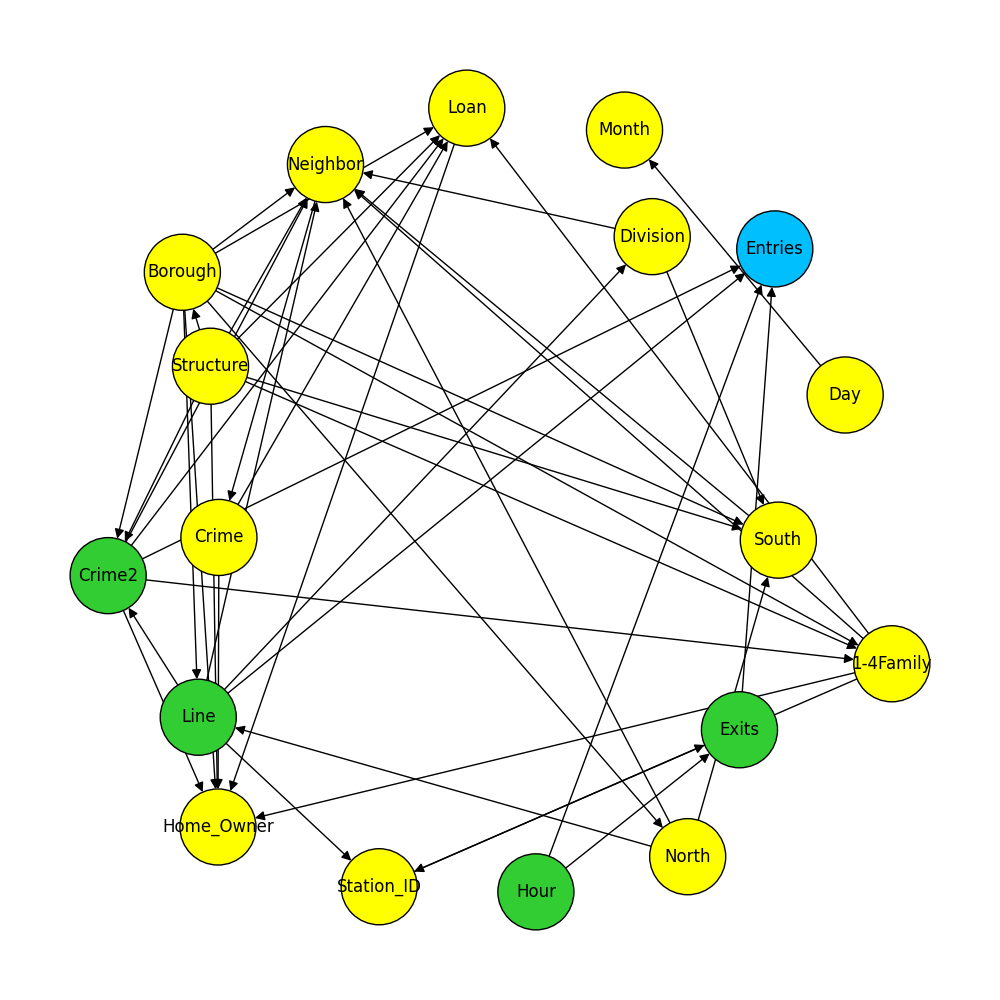 Loan
Month
Neighbor
Division
Entries
Borough
Structure
Day
Crime
South
Crime2
1-4Family
Line
Exits
Home_Owner
North
Station_ID
Hour